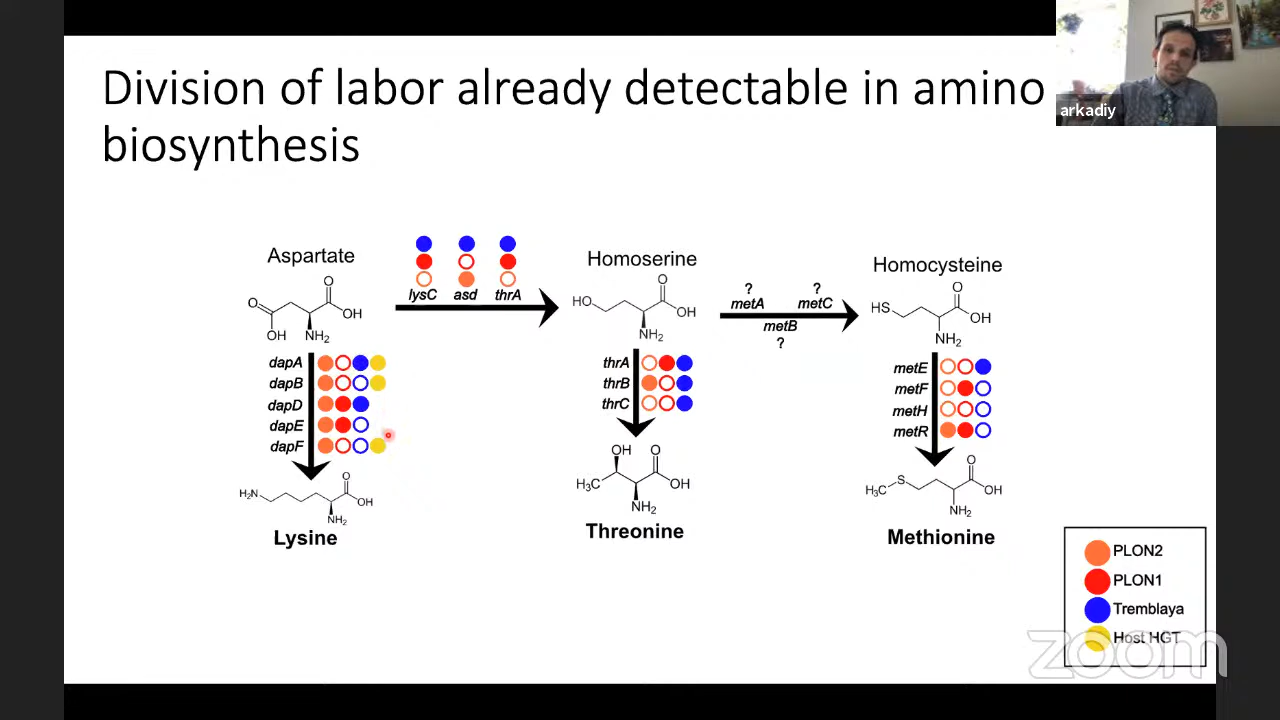 Division of labor already detectable in amino
biosynthesis
arkadiy
Aspartate
O
O
OH
OH
NH₂
lysC asd thrA
Homoserine
HO
O
OH
NH₂
?
?
metA
metC
metB
?
Homocysteine
HS
O
OH
NH₂
dapA
dapB
dapD
dapE
dapF
thrA
thrB
thrC
metE
metF
metH
metR
H₂N
O
OH
NH₂
Lysine
OH
O
H₃C
OH
NH₂
Threonine
H₃C
S
O
OH
NH₂
Methionine
PLON2
PLON1
Tremblaya
Host HGT
zoom